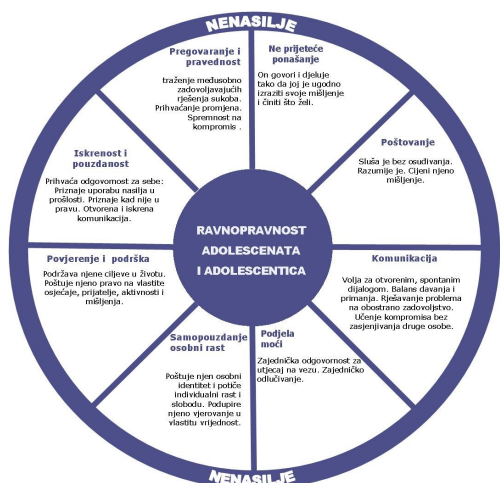 NENASILJE
Pregovaranje i
pravednost
traženje međusobno
zadovoljavajućih
rješenja sukoba.
Prihvaćanje promjena.
Spremnost na
kompromis .
Ne prijeteće
ponašanje
On govori i djeluje
tako da joj je ugodno
izraziti svoje mišljenje
i činiti što želi.
Iskrenost i
pouzdanost
Prihvaća odgovornost za sebe:
Priznaje uporabu nasilja u
prošlosti. Priznaje kad nije u
pravu. Otvorena i iskrena
komunikacija.
Poštovanje
Sluša je bez osuđivanja.
Razumije je. Cijeni njeno
mišljenje.
RAVNOPRAVNOST
ADOLESCENATA
I ADOLESCENTICA
Povjerenje i podrška
Podržava njene ciljeve u životu.
Poštuje njeno pravo na vlastite
osjećaje, prijatelje, aktivnosti i
mišljenja.
Komunikacija
Volja za otvorenim, spontanim
dijalogom. Balans davanja i
primanja. Rješavanje problema
na obostrano zadovoljstvo.
Učenje kompromisa bez
zasjenjivanja druge osobe.
Samopouzdanje
osobni rast
Poštuje njen osobni
identitet i potiče
individualni rast i
slobodu. Podupire
njeno vjerovanje u
vlastitu vrijednost.
Podjela
moći
Zajednička odgovornost za
utjecaj na vezu. Zajedničko
odlučivanje.
NENASILJE